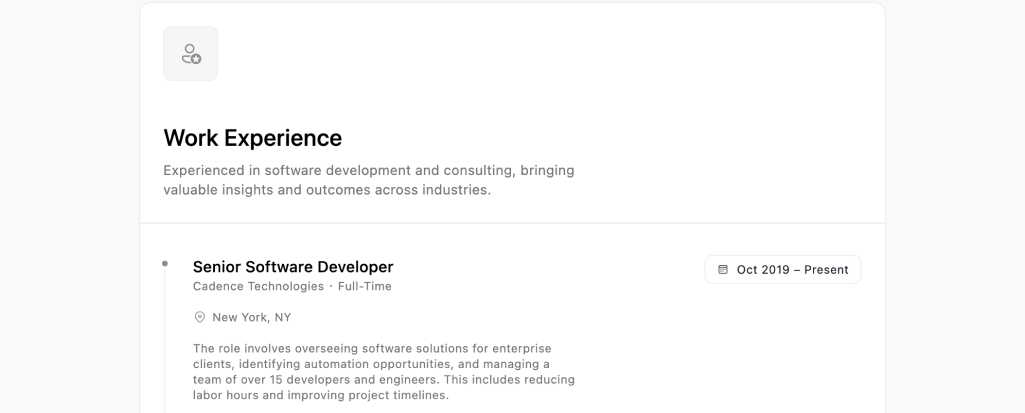 Work Experience
Experienced in software development and consulting, bringing
valuable insights and outcomes across industries.
Senior Software Developer
Oct 2019 – Present
Cadence Technologies · Full-Time
New York, NY
The role involves overseeing software solutions for enterprise
clients, identifying automation opportunities, and managing a
team of over 15 developers and engineers. This includes reducing
labor hours and improving project timelines.